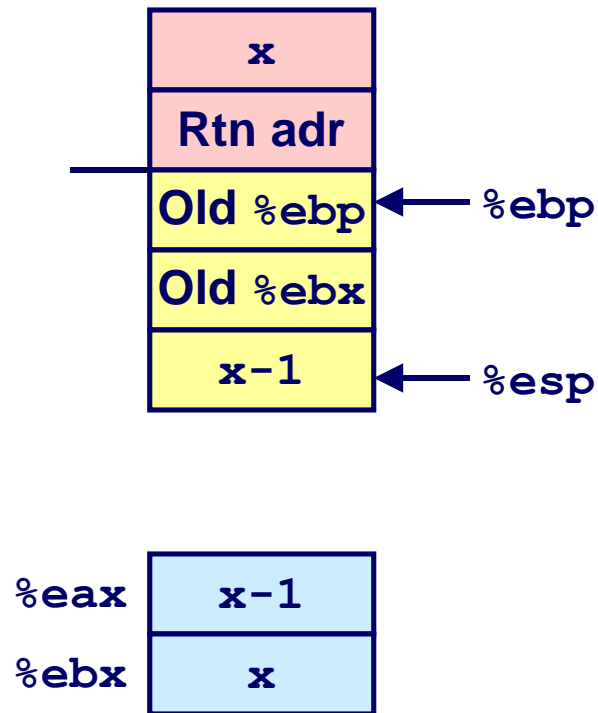 x
Rtn adr
Old %ebp %ebp
Old %ebx
x-1 %esp
%eax x-1
%ebx x